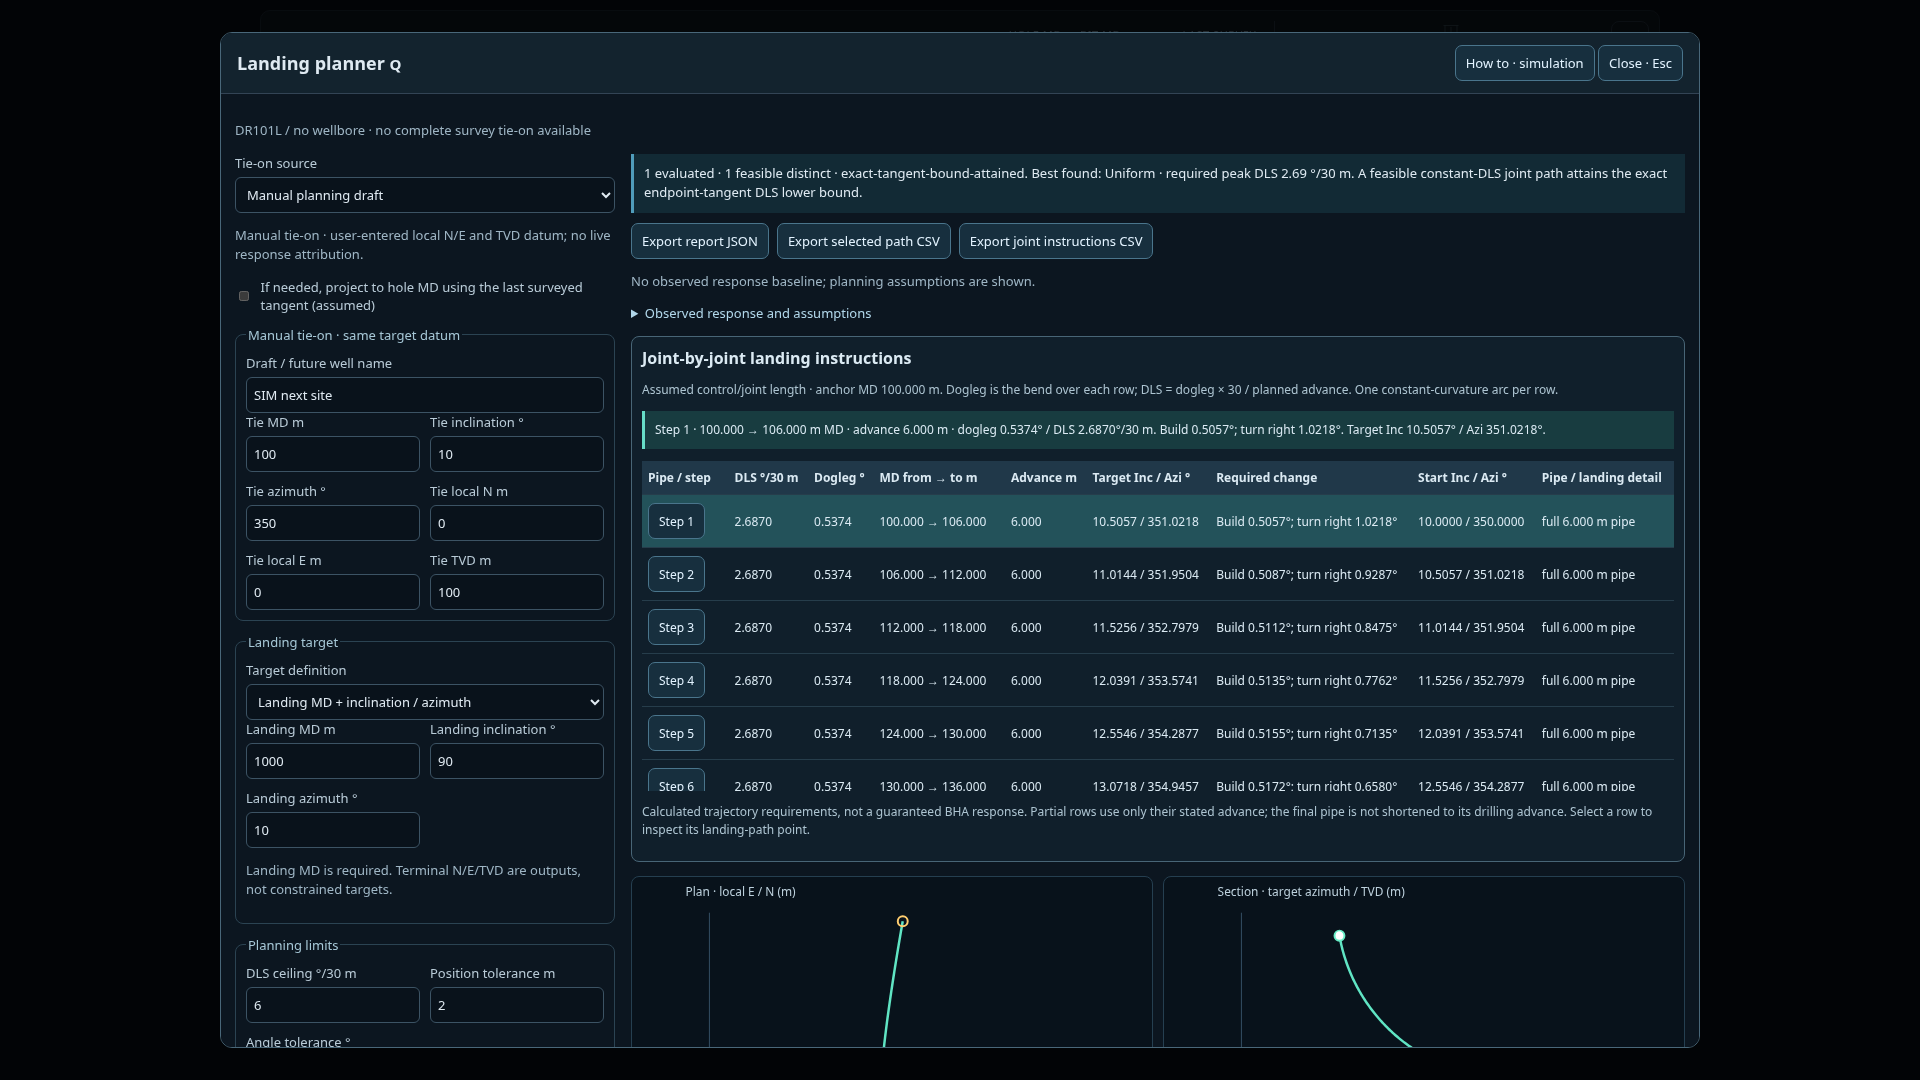 Landing planner Q
How to · simulation
Close · Esc
DR101L / no wellbore · no complete survey tie-on available
Tie-on source
Manual planning draft
Manual tie-on · user-entered local N/E and TVD datum; no live
response attribution.
If needed, project to hole MD using the last surveyed
tangent (assumed)
Manual tie-on · same target datum
Draft / future well name
SIM next site
Tie MD m
Tie inclination °
100
10
Tie azimuth °
Tie local N m
350
0
Tie local E m
Tie TVD m
0
100
Landing target
Target definition
Landing MD + inclination / azimuth
Landing MD m
Landing inclination °
1000
90
Landing azimuth °
10
Landing MD is required. Terminal N/E/TVD are outputs,
not constrained targets.
Planning limits
DLS ceiling °/30 m
Position tolerance m
6
2
Angle tolerance °
1 evaluated · 1 feasible distinct · exact-tangent-bound-attained. Best found: Uniform · required peak DLS 2.69 °/30 m. A feasible constant-DLS joint path attains the exact
endpoint-tangent DLS lower bound.
Export report JSON
Export selected path CSV
Export joint instructions CSV
No observed response baseline; planning assumptions are shown.
Observed response and assumptions
Joint-by-joint landing instructions
Assumed control/joint length · anchor MD 100.000 m. Dogleg is the bend over each row; DLS = dogleg × 30 / planned advance. One constant-curvature arc per row.
Step 1 · 100.000 → 106.000 m MD · advance 6.000 m · dogleg 0.5374° / DLS 2.6870°/30 m. Build 0.5057°; turn right 1.0218°. Target Inc 10.5057° / Azi 351.0218°.
Pipe / step DLS °/30 m Dogleg ° MD from → to m Advance m Target Inc / Azi ° Required change Start Inc / Azi ° Pipe / landing detail
Step 1 2.6870 0.5374 100.000 → 106.000 6.000 10.5057 / 351.0218 Build 0.5057°; turn right 1.0218° 10.0000 / 350.0000 full 6.000 m pipe
Step 2 2.6870 0.5374 106.000 → 112.000 6.000 11.0144 / 351.9504 Build 0.5087°; turn right 0.9287° 10.5057 / 351.0218 full 6.000 m pipe
Step 3 2.6870 0.5374 112.000 → 118.000 6.000 11.5256 / 352.7979 Build 0.5112°; turn right 0.8475° 11.0144 / 351.9504 full 6.000 m pipe
Step 4 2.6870 0.5374 118.000 → 124.000 6.000 12.0391 / 353.5741 Build 0.5135°; turn right 0.7762° 11.5256 / 352.7979 full 6.000 m pipe
Step 5 2.6870 0.5374 124.000 → 130.000 6.000 12.5546 / 354.2877 Build 0.5155°; turn right 0.7135° 12.0391 / 353.5741 full 6.000 m pipe
Step 6 2.6870 0.5374 130.000 → 136.000 6.000 13.0718 / 354.9457 Build 0.5172°; turn right 0.6580° 12.5546 / 354.2877 full 6.000 m pipe
Calculated trajectory requirements, not a guaranteed BHA response. Partial rows use only their stated advance; the final pipe is not shortened to its drilling advance. Select a row to
inspect its landing-path point.
Plan · local E / N (m)
Section · target azimuth / TVD (m)